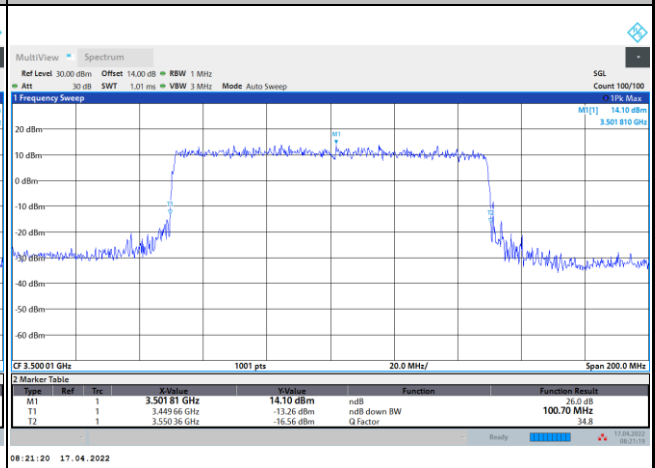 MultiView Spectrum
Ref Level 30.00 dBm Offset 14.00 dB RBW 1 MHz SGL
Att 30 dB SWT 1.01 ms VBW 3 MHz Mode Auto Sweep Count 100/100
1 Frequency Sweep 1Pk Max
M1[1] 14.10 dBm
3.501 810 GHz
20 dBm
M1
10 dBm
0 dBm
-10 dBm
-20 dBm
-30 dBm
-40 dBm
-50 dBm
-60 dBm
CF 3.500 01 GHz 1001 pts 20.0 MHz/ Span 200.0 MHz
2 Marker Table
Type Ref Trc X-Value Y-Value Function Function Result
M1 1 3.501 81 GHz 14.10 dBm ndB 26.0 dB
T1 1 3.449 66 GHz -13.26 dBm ndB down BW 100.70 MHz
T2 1 3.550 36 GHz -16.56 dBm Q Factor 34.8
Ready 17.04.2022
08:21:19
08:21:20 17.04.2022